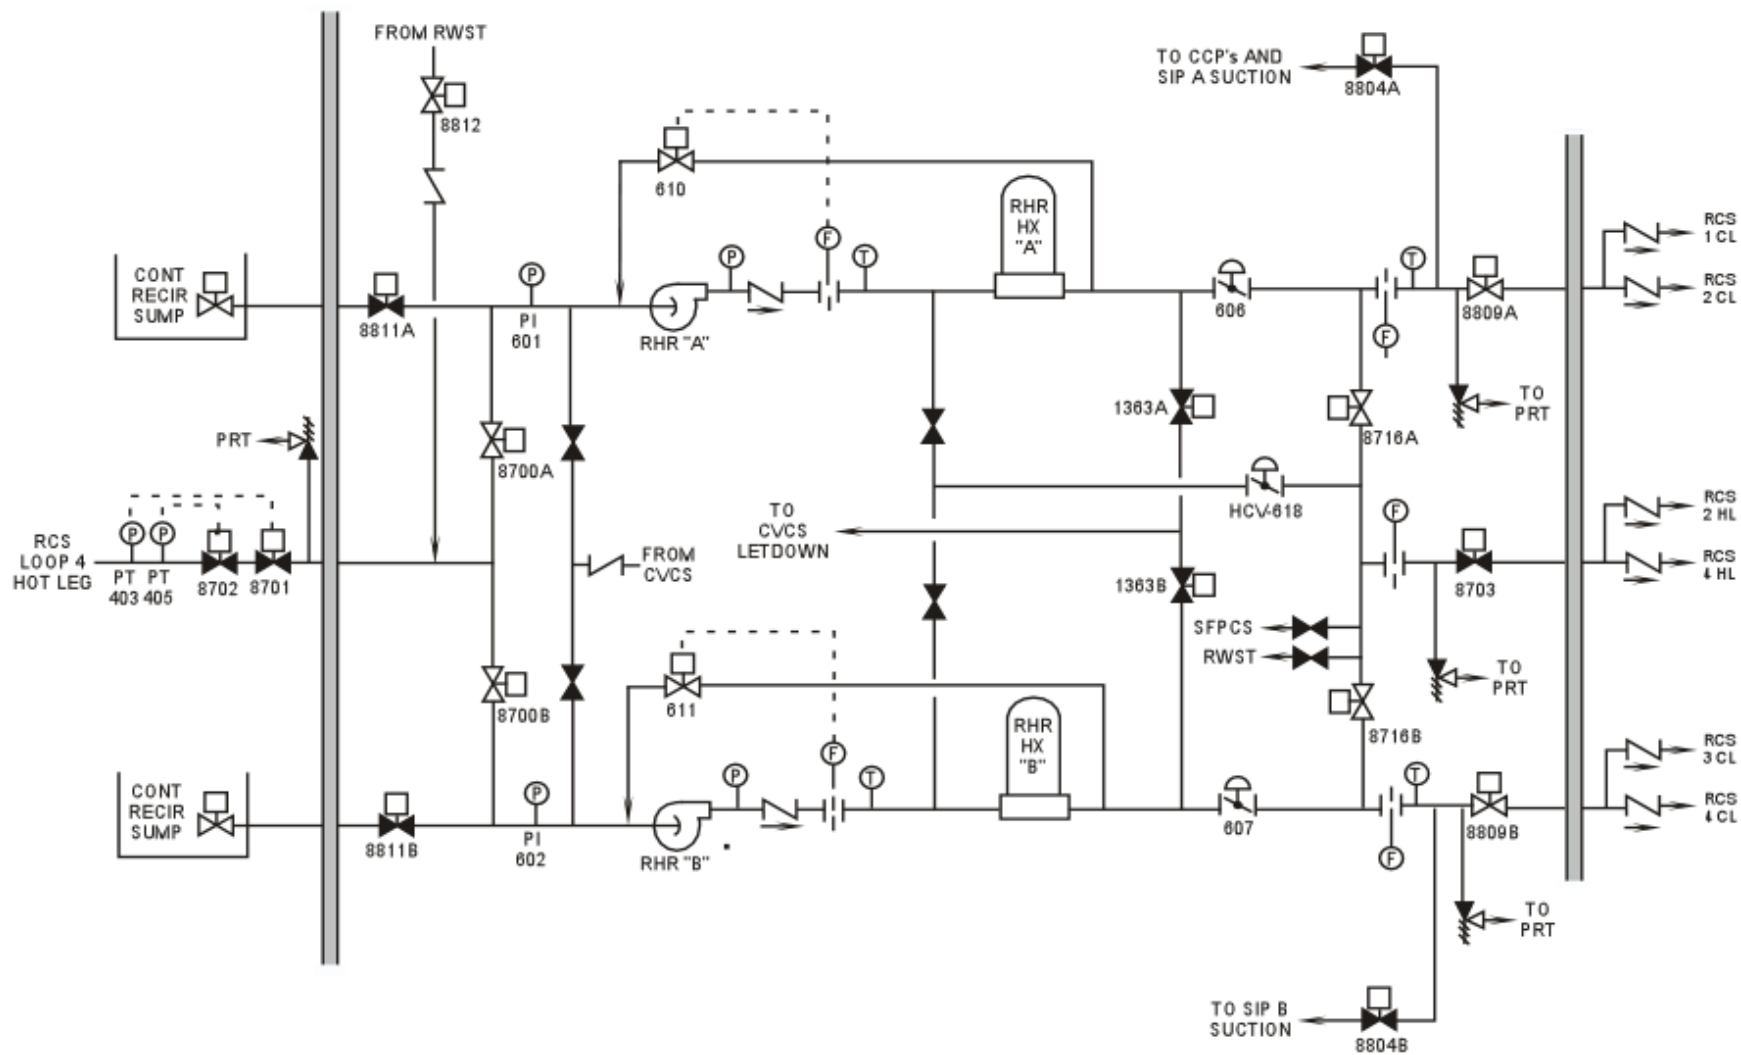 FROM RWST
8812
TO CCP's AND
SIP A SUCTION
8804A
610
RHR
HX
"A"
P
F
T
RCS
1 CL
RCS
2 CL
CONT
RECIR
SUMP
8811A
P
PI
601
RHR "A"
606
T
F
8809A
TO
PRT
1363A
8716A
PRT
8700A
HCV-618
TO
CVCS
LETDOWN
F
RCS
2 HL
RCS
4 HL
RCS
LOOP 4
HOT LEG
P
P
PT
403
PT
405
8702
8701
FROM
CVCS
1363B
8703
SFPCS
RWST
TO
PRT
611
8700B
RHR
HX
"B"
8716B
P
F
T
RCS
3 CL
RCS
4 CL
CONT
RECIR
SUMP
8811B
P
PI
602
RHR "B"
607
T
F
8809B
TO
PRT
TO SIP B
SUCTION
8804B